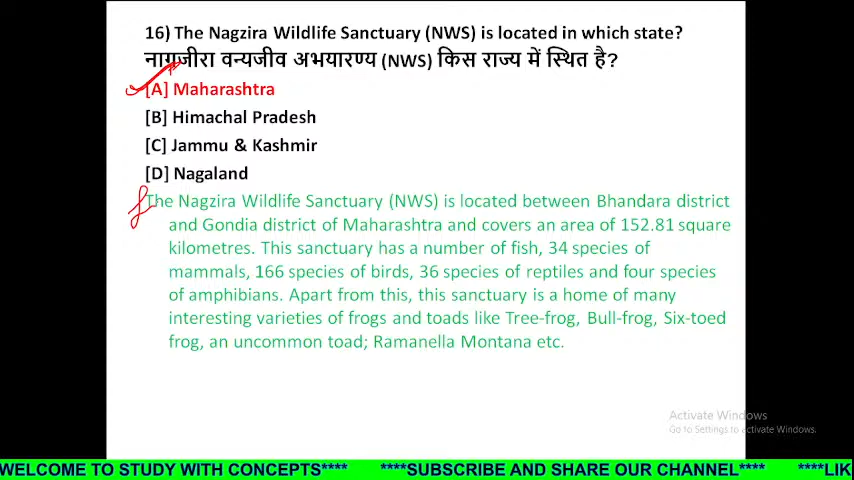 16) The Nagzira Wildlife Sanctuary (NWS) is located in which state?
नागजीरा वन्यजीव अभयारण्य (NWS) किस राज्य में स्थित है?
[A] Maharashtra
[B] Himachal Pradesh
[C] Jammu & Kashmir
[D] Nagaland
The Nagzira Wildlife Sanctuary (NWS) is located between Bhandara district
and Gondia district of Maharashtra and covers an area of 152.81 square
kilometres. This sanctuary has a number of fish, 34 species of
mammals, 166 species of birds, 36 species of reptiles and four species
of amphibians. Apart from this, this sanctuary is a home of many
interesting varieties of frogs and toads like Tree-frog, Bull-frog, Six-toed
frog, an uncommon toad; Ramanella Montana etc.
Activate Windows
Go to Settings to activate Windows.
WELCOME TO STUDY WITH CONCEPTS**** ****SUBSCRIBE AND SHARE OUR CHANNEL**** ****LIK